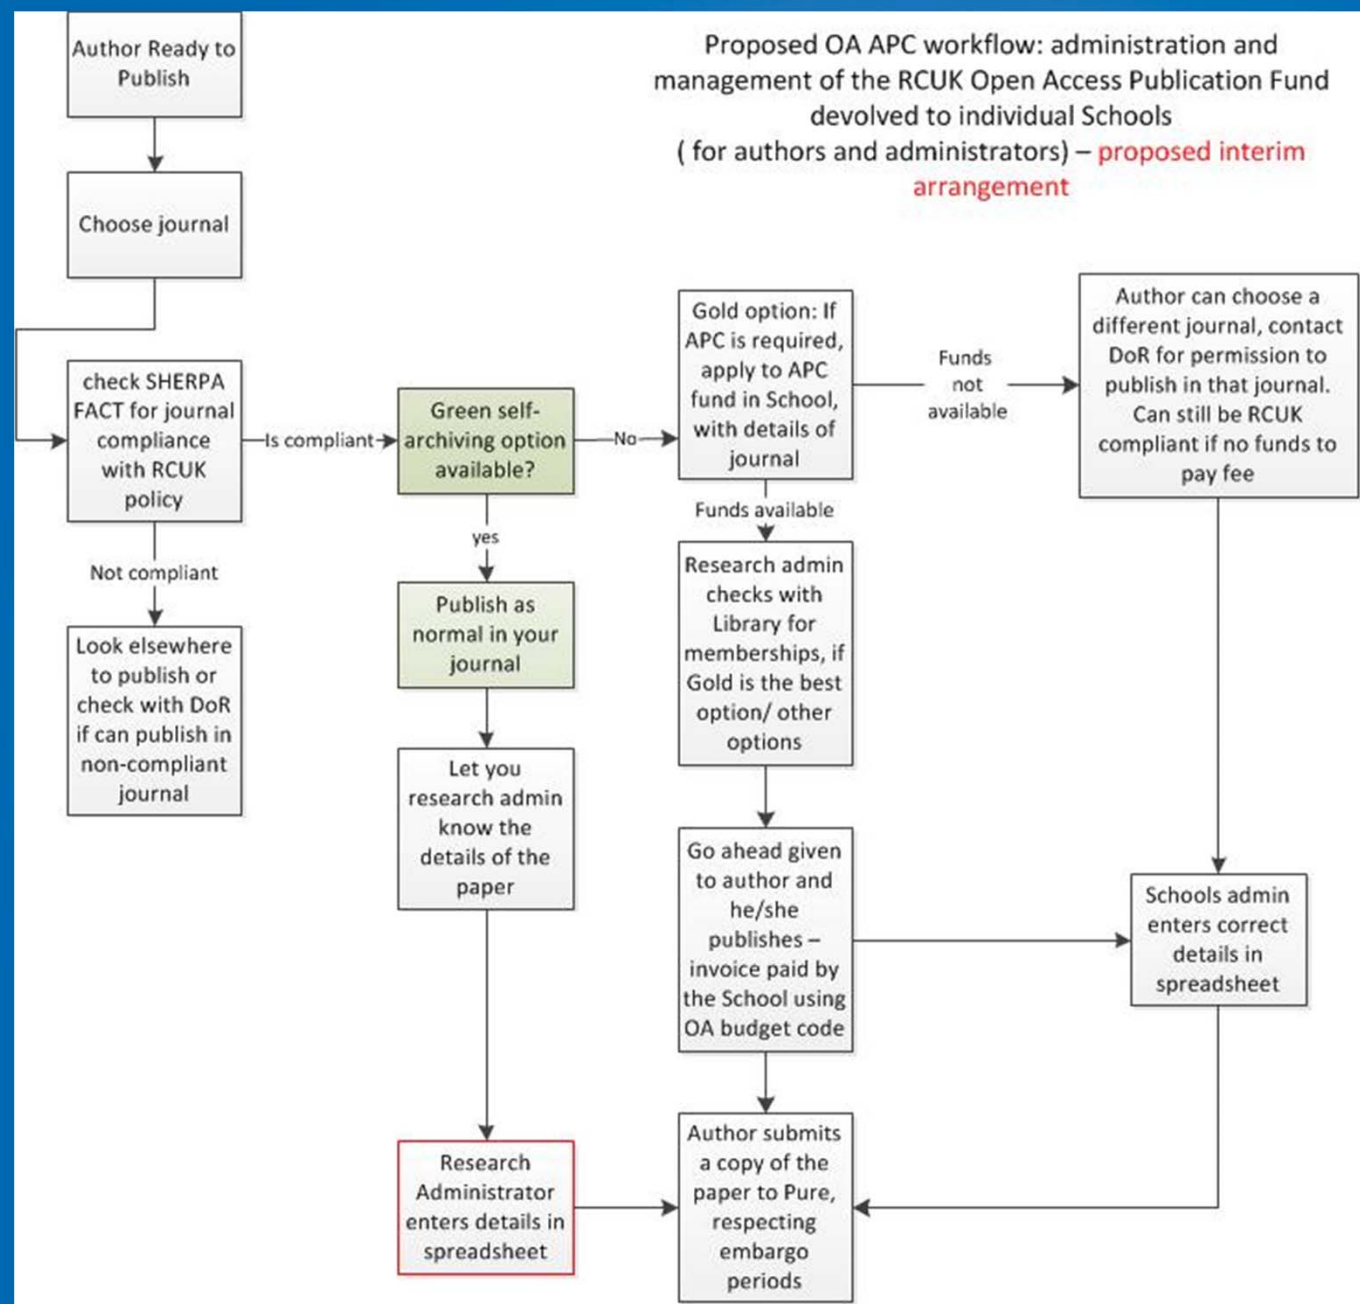 Author Ready to
Publish
Proposed OA APC workflow: administration and
management of the RCUK Open Access Publication Fund
devolved to individual Schools
( for authors and administrators) – proposed interim
arrangement
Choose journal
check SHERPA
FACT for journal
compliance
with RCUK
policy
Is compliant
Not compliant
Look elsewhere
to publish or
check with DoR
if can publish in
non-compliant
journal
Green self-
archiving option
available?
No
yes
Publish as
normal in your
journal
Let you
research admin
know the
details of the
paper
Research
Administrator
enters details in
spreadsheet
Gold option: If
APC is required,
apply to APC
fund in School,
with details of
journal
Funds
not
available
Funds available
Research admin
checks with
Library for
memberships, if
Gold is the best
option/ other
options
Go ahead given
to author and
he/she
publishes –
invoice paid by
the School using
OA budget code
Author submits
a copy of the
paper to Pure,
respecting
embargo
periods
Author can choose a
different journal, contact
DoR for permission to
publish in that journal.
Can still be RCUK
compliant if no funds to
pay fee
Schools admin
enters correct
details in
spreadsheet